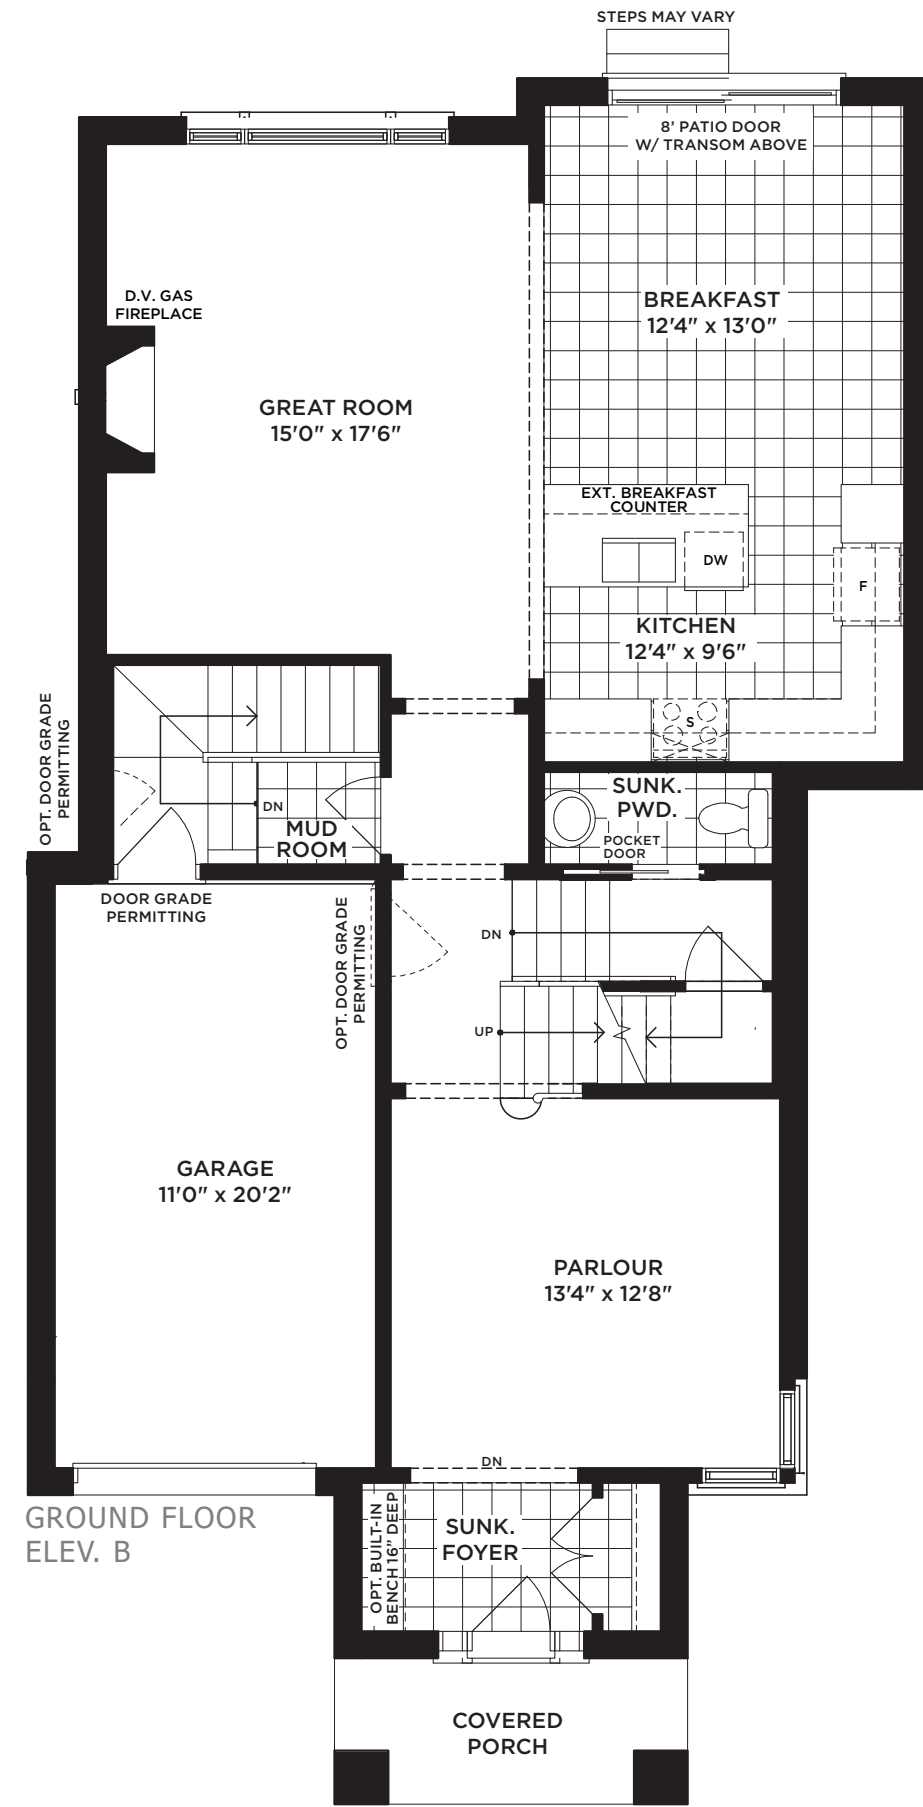 STEPS MAY VARY
8' PATIO DOOR
W/ TRANSOM ABOVE
D.V. GAS
FIREPLACE
BREAKFAST
12'4" x 13'0"
GREAT ROOM
15'0" x 17'6"
EXT. BREAKFAST
COUNTER
DW
F
KITCHEN
12'4" x 9'6"
S
OPT. DOOR GRADE
PERMITTING
DN
MUD
ROOM
SUNK.
PWD.
POCKET
DOOR
DOOR GRADE
PERMITTING
OPT. DOOR GRADE
PERMITTING
DN
UP
GARAGE
11'0" x 20'2"
PARLOUR
13'4" x 12'8"
DN
GROUND FLOOR
ELEV. B
OPT. BUILT-IN
BENCH 16" DEEP
SUNK.
FOYER
COVERED
PORCH